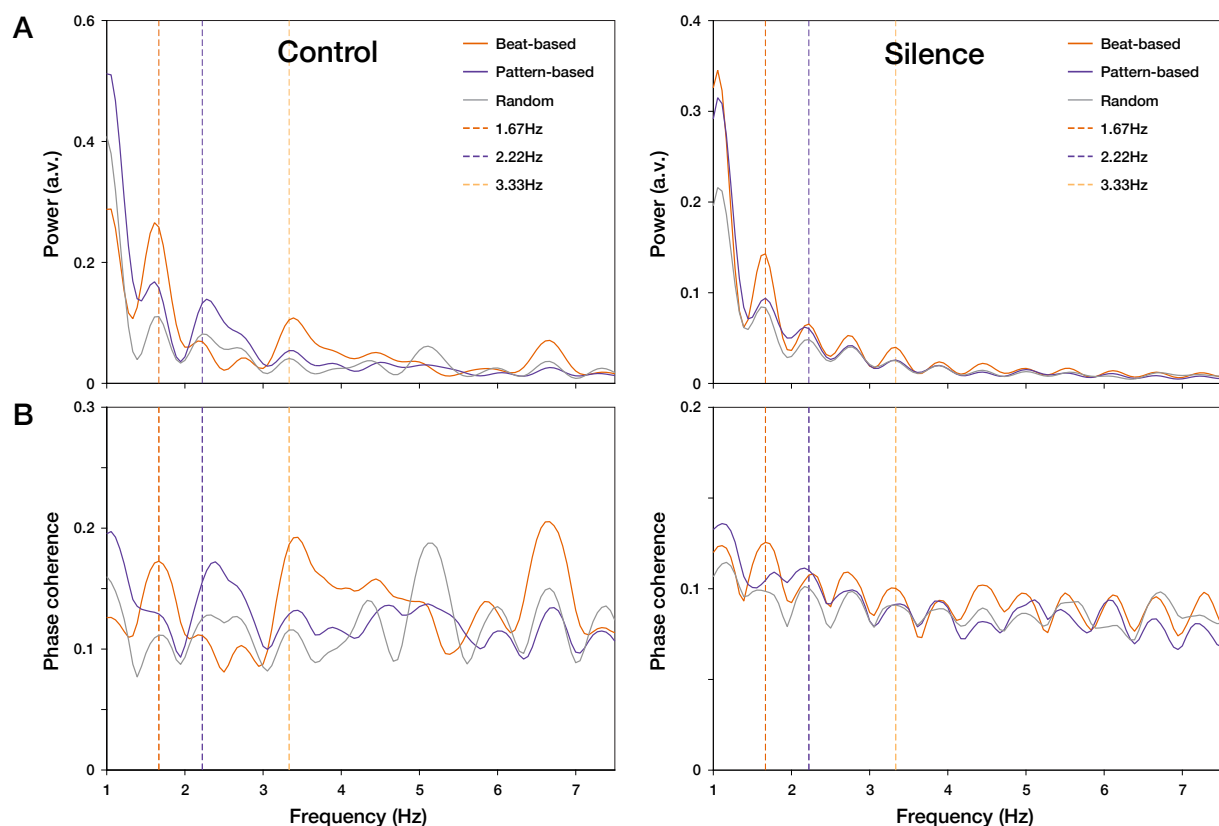 A
Control
Silence
Beat-based
Pattern-based
Random
1.67Hz
2.22Hz
3.33Hz
Beat-based
Pattern-based
Random
1.67Hz
2.22Hz
3.33Hz
Power (a.v.)
0.6
0.4
0.2
0
Power (a.v.)
0.4
0.3
0.2
0.1
0
B
Phase coherence
0.3
0.2
0.1
0
1 2 3 4 5 6 7
Frequency (Hz)
Phase coherence
0.2
0.1
0
1 2 3 4 5 6 7
Frequency (Hz)